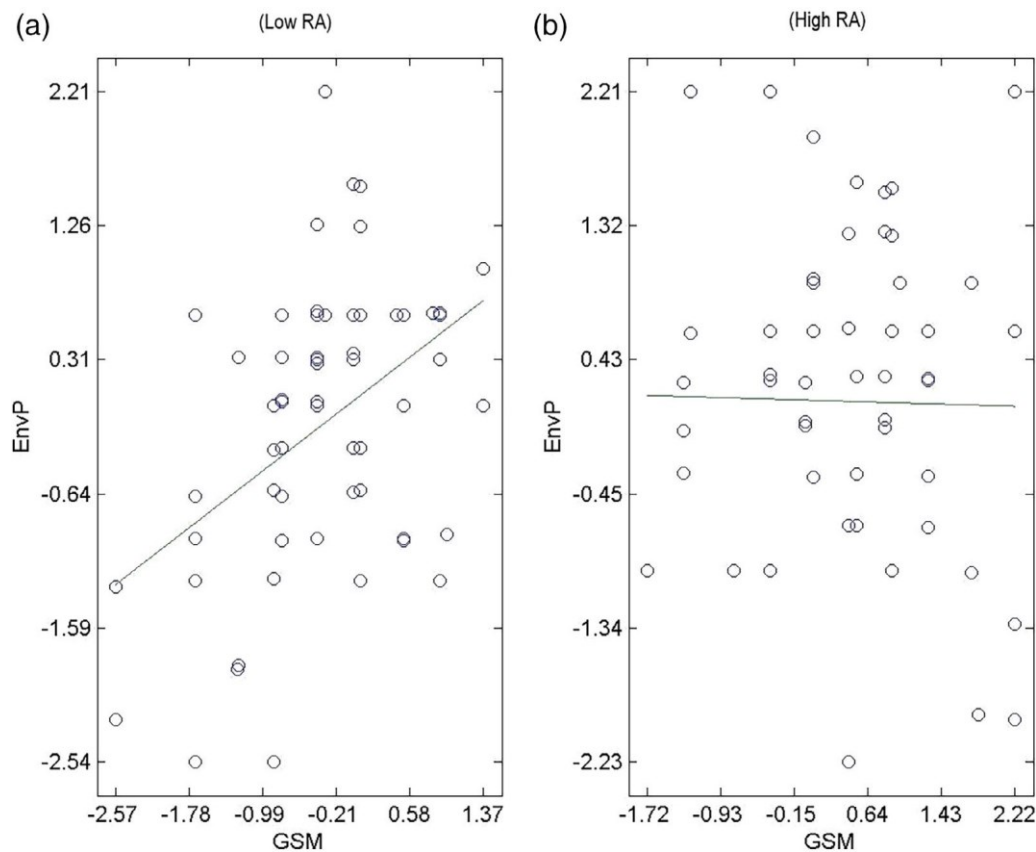 (a)
(Low RA)
2.21
1.26
0.31
-0.64
-1.59
-2.54
EnvP
-2.57 -1.78 -0.99 -0.21 0.58 1.37
GSM
(b)
(High RA)
2.21
1.32
0.43
-0.45
-1.34
-2.23
EnvP
-1.72 -0.93 -0.15 0.64 1.43 2.22
GSM